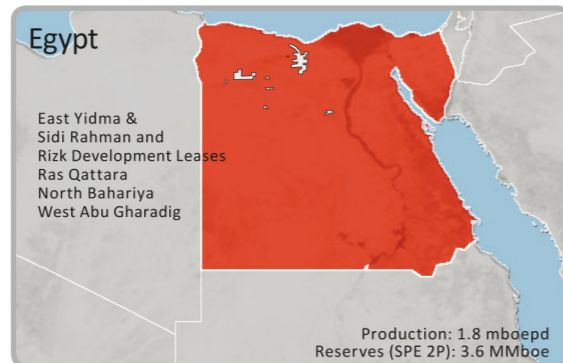 Egypt
East Yidma &
Sidi Rahman and
Rizk Development Leases
Ras Qattara
North Bahariya
West Abu Gharadig
Production: 1.8 mboepd
Reserves (SPE 2P): 3.6 MMboe